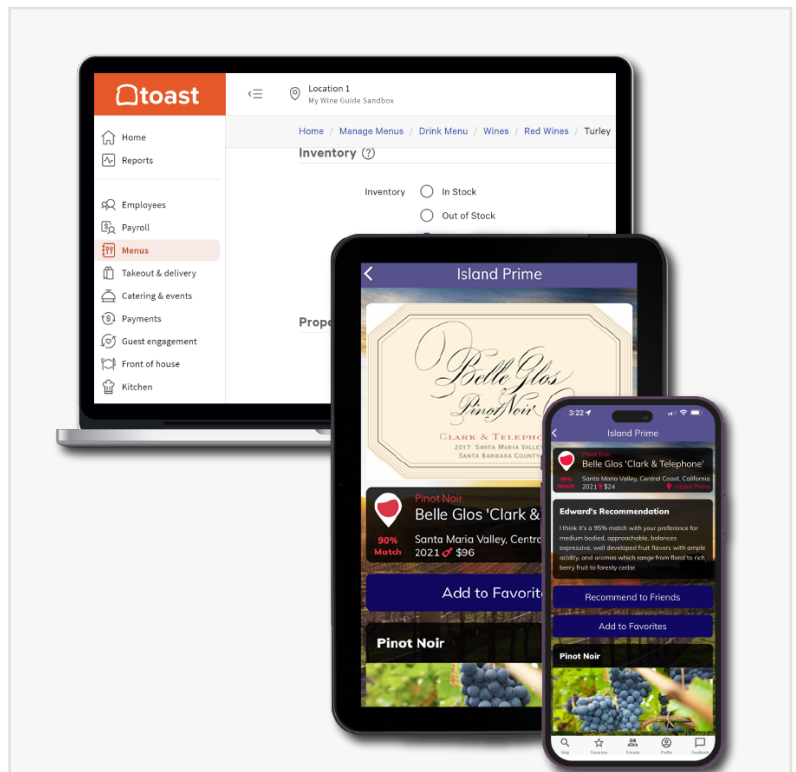 toast
Location 1
My Wine Guide Sandbox
Home / Manage Menus / Drink Menu / Wines / Red Wines / Turley
Inventory (?)
Inventory
In Stock
Out of Stock
Home
Reports
Employees
Payroll
Menus
Takeout & delivery
Catering & events
Payments
Guest engagement
Front of house
Kitchen
Prope
Island Prime
Belle Glos
Pinot Noir
CLARK & TELEPHO
2017 SANTA MARIA VALLEY
SANTA BARBARA COUNTY
90%
Match
Pinot Noir
Belle Glos 'Clark &
Santa Maria Valley, Centra
2021 $96
Add to Favorit
Pinot Noir
3:22
Island Prime
90%
Match
Pinot Noir
Belle Glos 'Clark & Telephone'
Santa Maria Valley, Central Coast, California
2021 $24 Island Prime
Edward's Recommendation
I think it's a 95% match with your preference for
medium bodied, approachable, balances
expressive, well developed fruit flavors with ample
acidity, and aromas which range from floral to rich
berry fruit to foresty cedar.
Recommend to Friends
Add to Favorites
Pinot Noir
Map
Favorites
Friends
Profile
Feedback